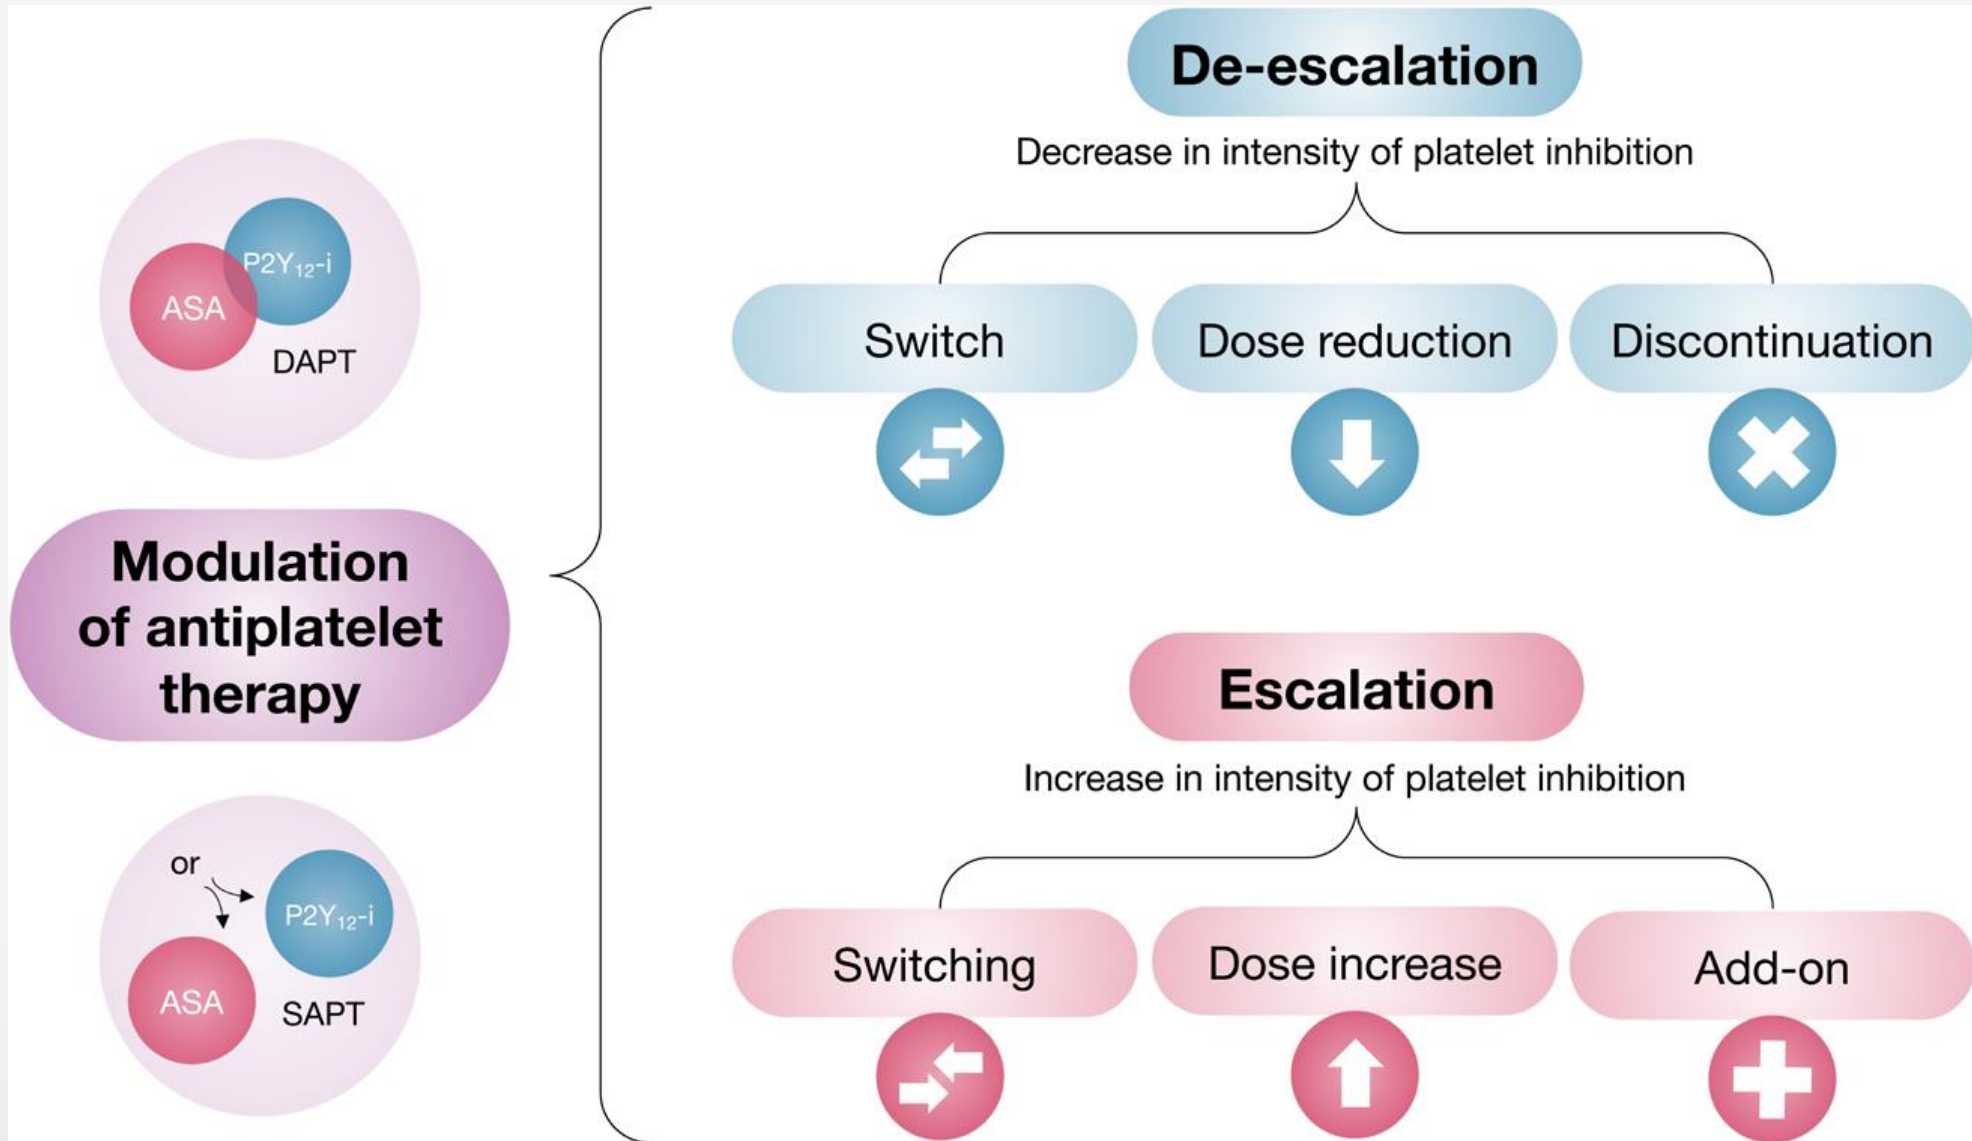 P2Y₁₂-i
ASA
DAPT
Modulation
of antiplatelet
therapy
or
P2Y₁₂-i
ASA
SAPT
De-escalation
Decrease in intensity of platelet inhibition
Switch
Dose reduction
Discontinuation
Escalation
Increase in intensity of platelet inhibition
Switching
Dose increase
Add-on